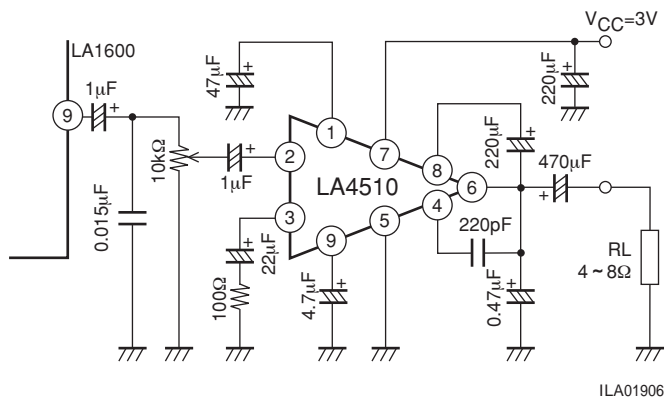 VCC=3V
LA1600
1μF
+
9
47μF
+
1
7
8
6
2
3
9
5
4
LA4510
220μF
+
220μF
+
470μF
+
10kΩ
1μF
+
0.015μF
100Ω
22μF
+
4.7μF
+
220pF
0.47μF
+
RL
4~8Ω
ILA01906